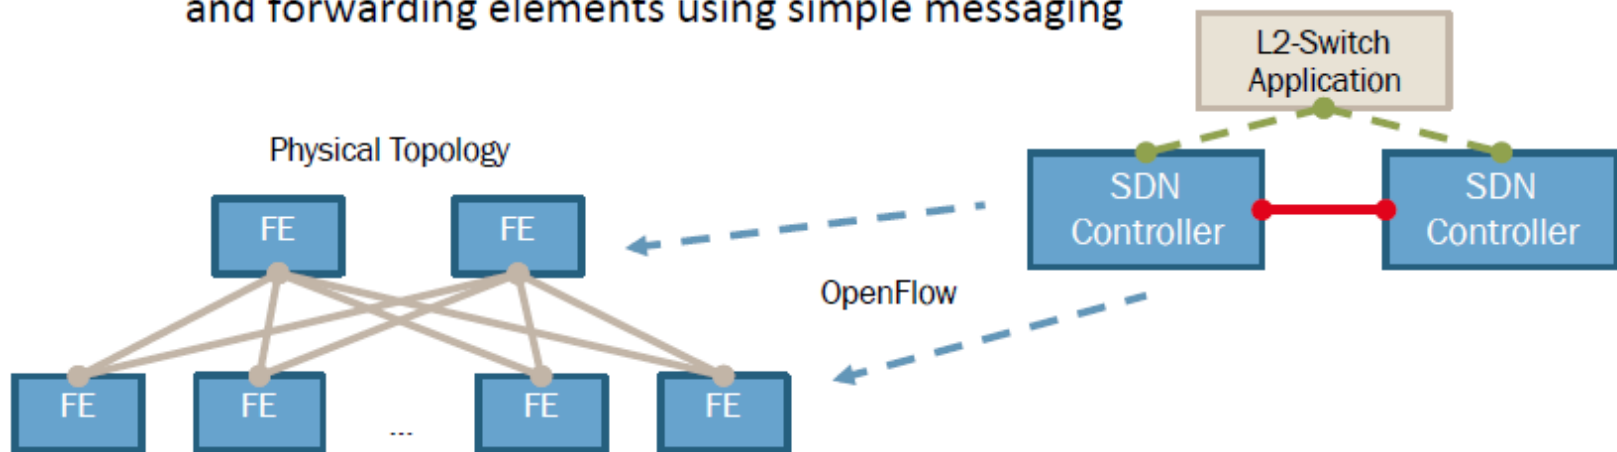 and forwarding elements using simple messaging
L2-Switch
Application
Physical Topology
SDN
Controller
SDN
Controller
FE
FE
OpenFlow
FE
FE
...
FE
FE